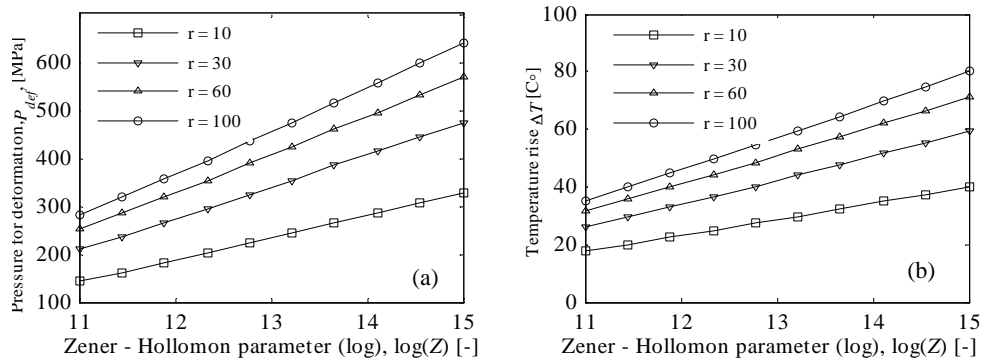 Pressure for deformation, P def, [MPa]
600
500
400
300
200
100
r = 10
r = 30
r = 60
r = 100
(a)
11 12 13 14 15
Zener - Hollomon parameter (log), log(Z) [-]
Temperature rise ΔT [C°]
80
60
40
20
0
r = 10
r = 30
r = 60
r = 100
(b)
11 12 13 14 15
Zener - Hollomon parameter (log), log(Z) [-]